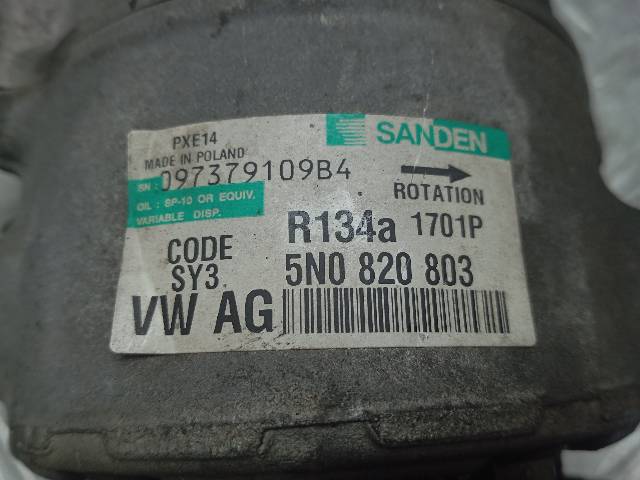 PXE14
MADE IN POLAND
SANDEN
SN: 097379109B4
ROTATION
OIL: SP-10 OR EQUIV.
VARIABLE DISP.
R134a 1701P
CODE
SY3
5N0 820 803
VW AG